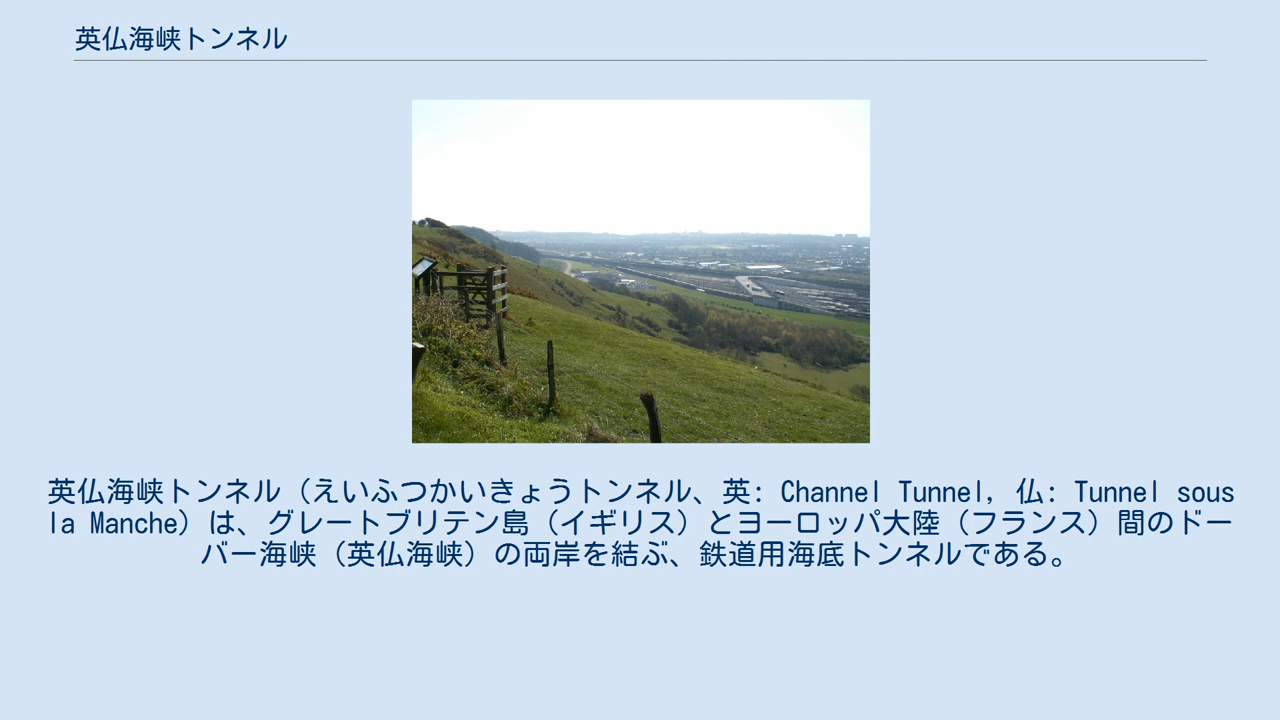 英仏海峡トンネル
英仏海峡トンネル（えいふつかいきょうトンネル、英: Channel Tunnel, 仏: Tunnel sous
la Manche）は、グレートブリテン島（イギリス）とヨーロッパ大陸（フランス）間のドー
バー海峡（英仏海峡）の両岸を結ぶ、鉄道用海底トンネルである。